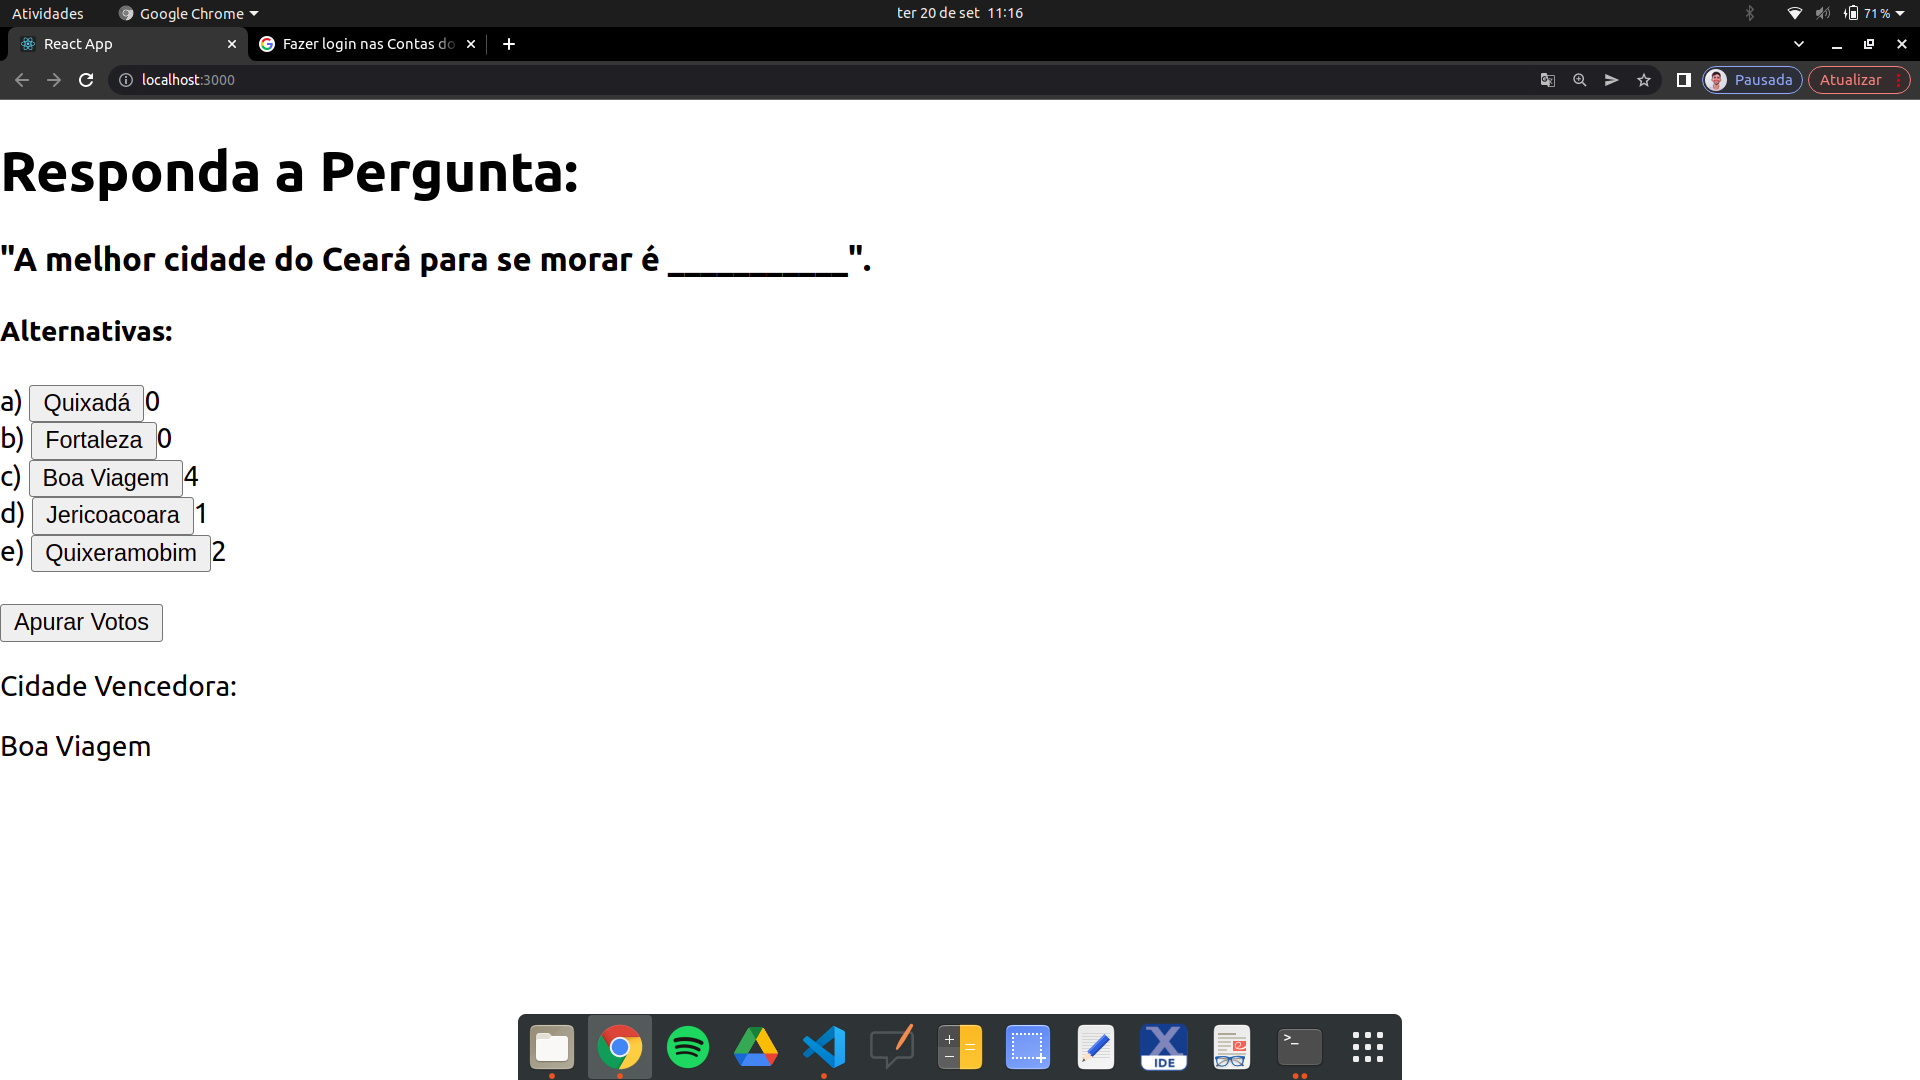 Atividades
Google Chrome
ter 20 de set 11:16
71 %
React App
Fazer login nas Contas do
localhost:3000
Pausada
Atualizar
Responda a Pergunta:
"A melhor cidade do Ceará para se morar é ___________".
Alternativas:
a) Quixadá 0
b) Fortaleza 0
c) Boa Viagem 4
d) Jericoacoara 1
e) Quixeramobim 2
Apurar Votos
Cidade Vencedora:
Boa Viagem
X
IDE
>_